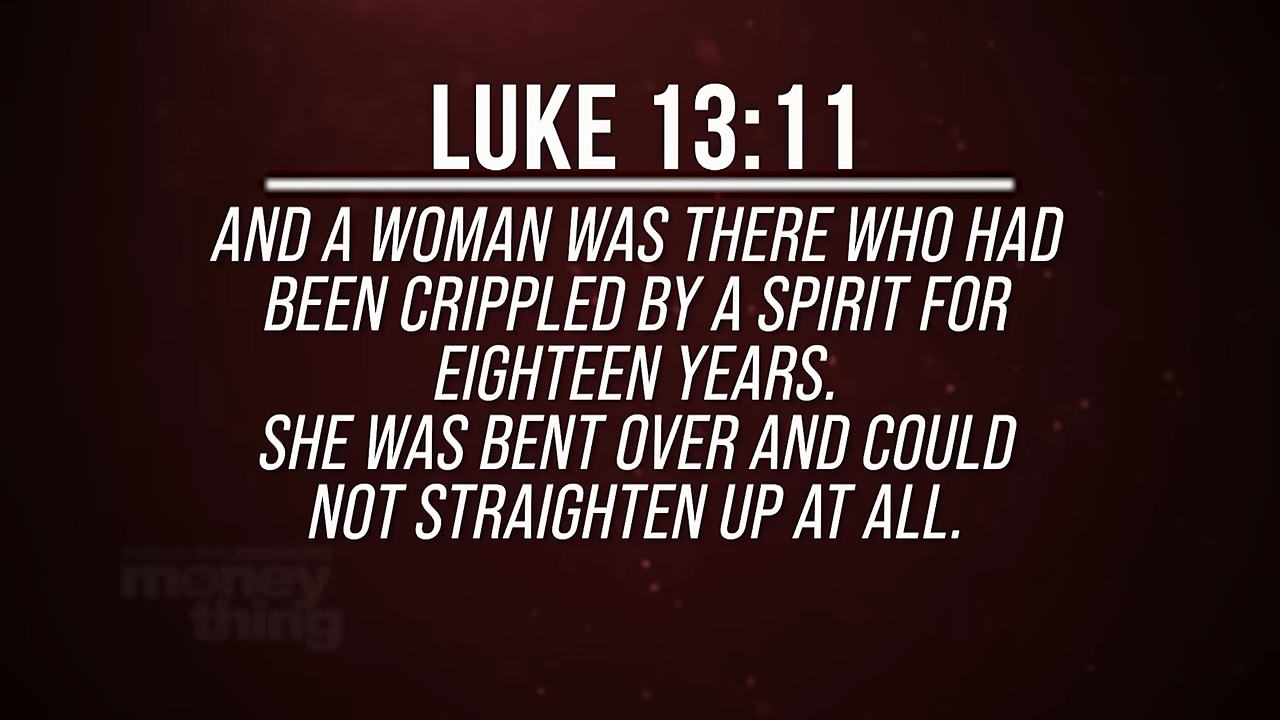 LUKE 13:11
AND A WOMAN WAS THERE WHO HAD
BEEN CRIPPLED BY A SPIRIT FOR
EIGHTEEN YEARS.
SHE WAS BENT OVER AND COULD
NOT STRAIGHTEN UP AT ALL.
money
thing